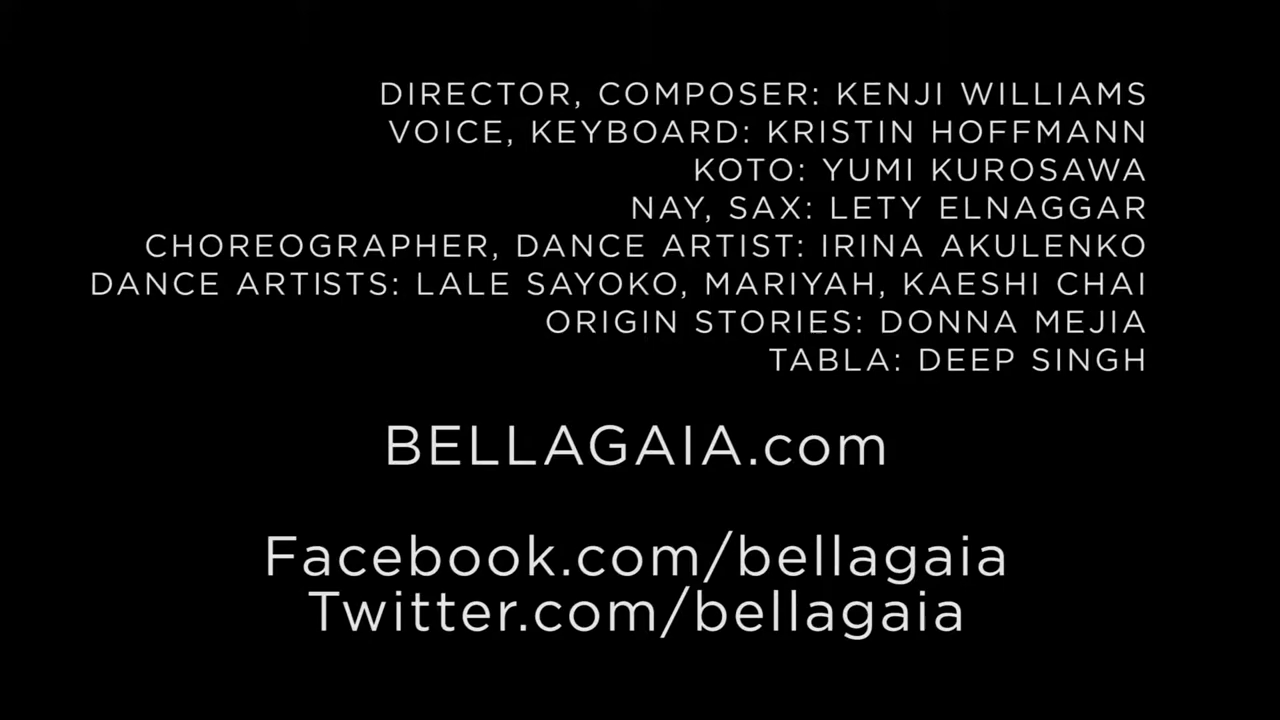 DIRECTOR, COMPOSER: KENJI WILLIAMS
VOICE, KEYBOARD: KRISTIN HOFFMANN
KOTO: YUMI KUROSAWA
NAY, SAX: LETY ELNAGGAR
CHOREOGRAPHER, DANCE ARTIST: IRINA AKULENKO
DANCE ARTISTS: LALE SAYOKO, MARIYAH, KAESHI CHAI
ORIGIN STORIES: DONNA MEJIA
TABLA: DEEP SINGH
BELLAGAIA.com
Facebook.com/bellagaia
Twitter.com/bellagaia